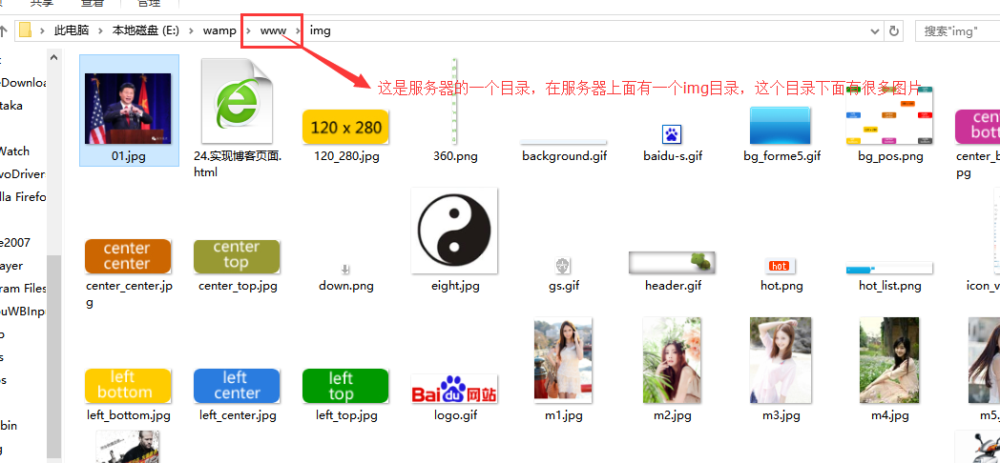 共享 查看 管理
此电脑 本地磁盘 (E:) wamp www img
搜索"img"
这是服务器的一个目录，在服务器上面有一个img目录，这个目录下面有很多图片
Downloa
taka
Watch
voDriver
lla Firefo
e2007
ayer
ram Files
uWBInp
bin
01.jpg
24.实现博客页面.
html
120 x 280
120_280.jpg
360.png
background.gif
baidu-s.gif
bg_forme5.gif
bg_pos.png
cent
bott
center_b
pg
center
center
center_center.jp
g
center
top
center_top.jpg
down.png
eight.jpg
gs.gif
header.gif
hot
hot.png
hot_list.png
icon_v
left
bottom
left_bottom.jpg
left
center
left_center.jpg
left
top
left_top.jpg
Bai du 网站
logo.gif
m1.jpg
m2.jpg
m3.jpg
m4.jpg
m5.